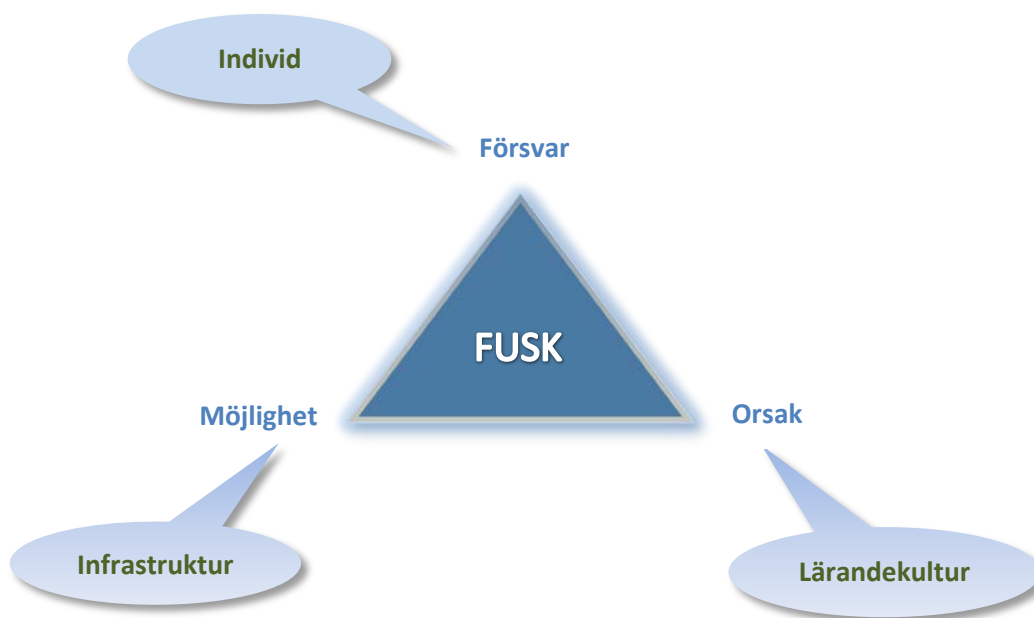 Individ
Försvar
FUSK
Möjlighet
Orsak
Infrastruktur
Lärandekultur